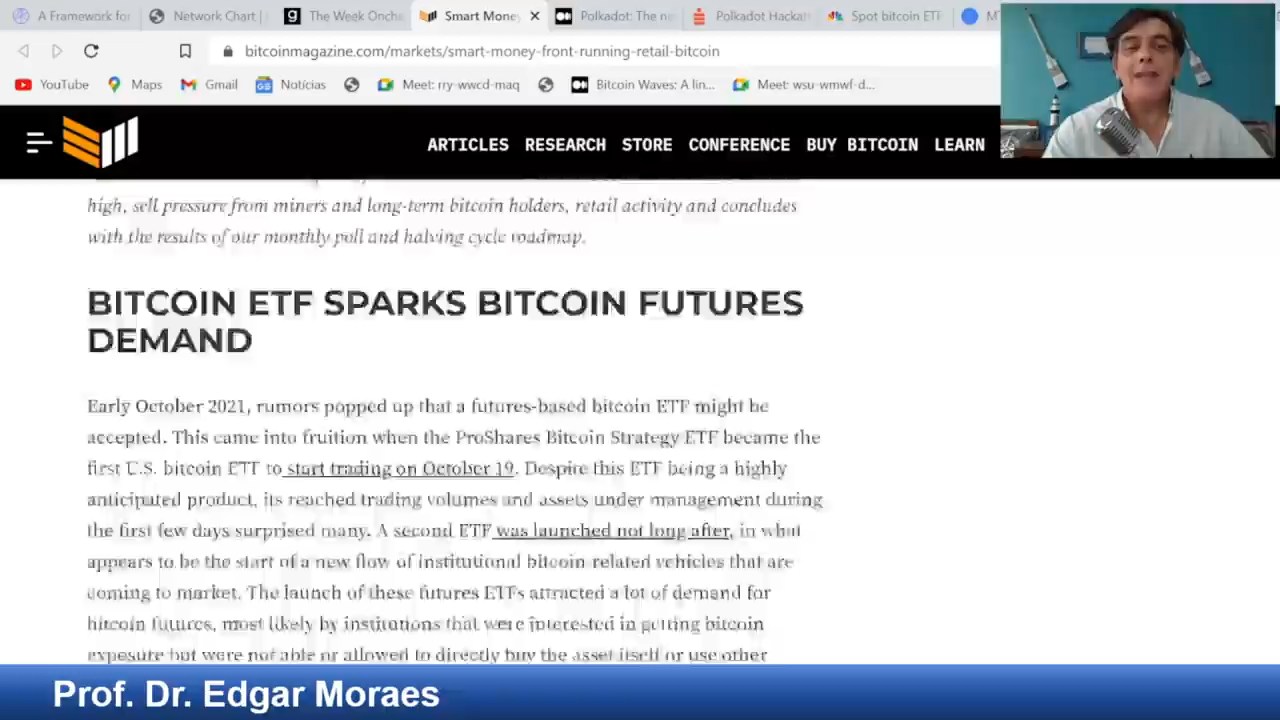 A Framework for
Network Chart |
The Week Oncha
Smart Money
Polkadot: The ne
Polkadot Hackat
Spot bitcoin ETF
bitcoinmagazine.com/markets/smart-money-front-running-retail-bitcoin
YouTube
Maps
Gmail
Notícias
Meet: rry-wwcd-maq
Bitcoin Waves: A lin...
Meet: wsu-wmwf-d...
ARTICLES RESEARCH STORE CONFERENCE BUY BITCOIN LEARN
high, sell pressure from miners and long-term bitcoin holders, retail activity and concludes
with the results of our monthly poll and halving cycle roadmap.
BITCOIN ETF SPARKS BITCOIN FUTURES
DEMAND
Early October 2021, rumors popped up that a futures-based bitcoin ETF might be
accepted. This came into fruition when the ProShares Bitcoin Strategy ETF became the
first U.S. bitcoin ETF to start trading on October 19. Despite this ETF being a highly
anticipated product, its reached trading volumes and assets under management during
the first few days surprised many. A second ETF was launched not long after, in what
appears to be the start of a new flow of institutional bitcoin-related vehicles that are
coming to market. The launch of these futures ETFs attracted a lot of demand for
bitcoin futures, most likely by institutions that were interested in getting bitcoin
exposure but were not able or allowed to directly buy the asset itself or use other
Prof. Dr. Edgar Moraes